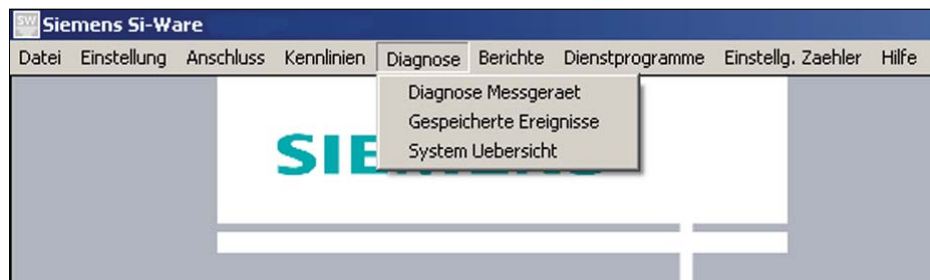 SW Siemens Si-Ware
Datei Einstellung Anschluss Kennlinien Diagnose Berichte Dienstprogramme Einstellg. Zaehler Hilfe
Diagnose Messgeraet
Gespeicherte Ereignisse
System Uebersicht